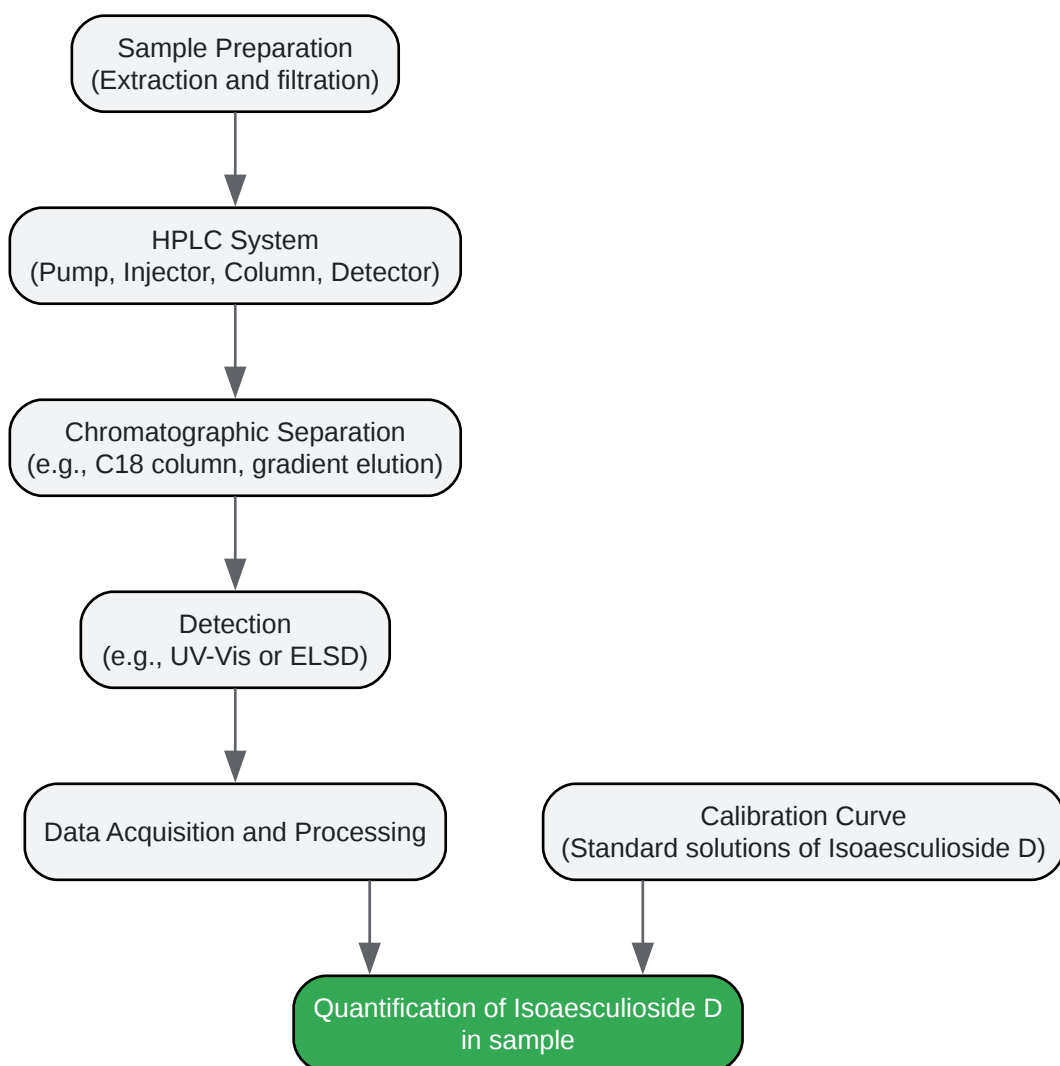 Sample Preparation
(Extraction and filtration)
HPLC System
(Pump, Injector, Column, Detector)
Chromatographic Separation
(e.g., C18 column, gradient elution)
Detection
(e.g., UV-Vis or ELSD)
Data Acquisition and Processing
Calibration Curve
(Standard solutions of Isoaesculioside D)
Quantification of Isoaesculioside D
in sample